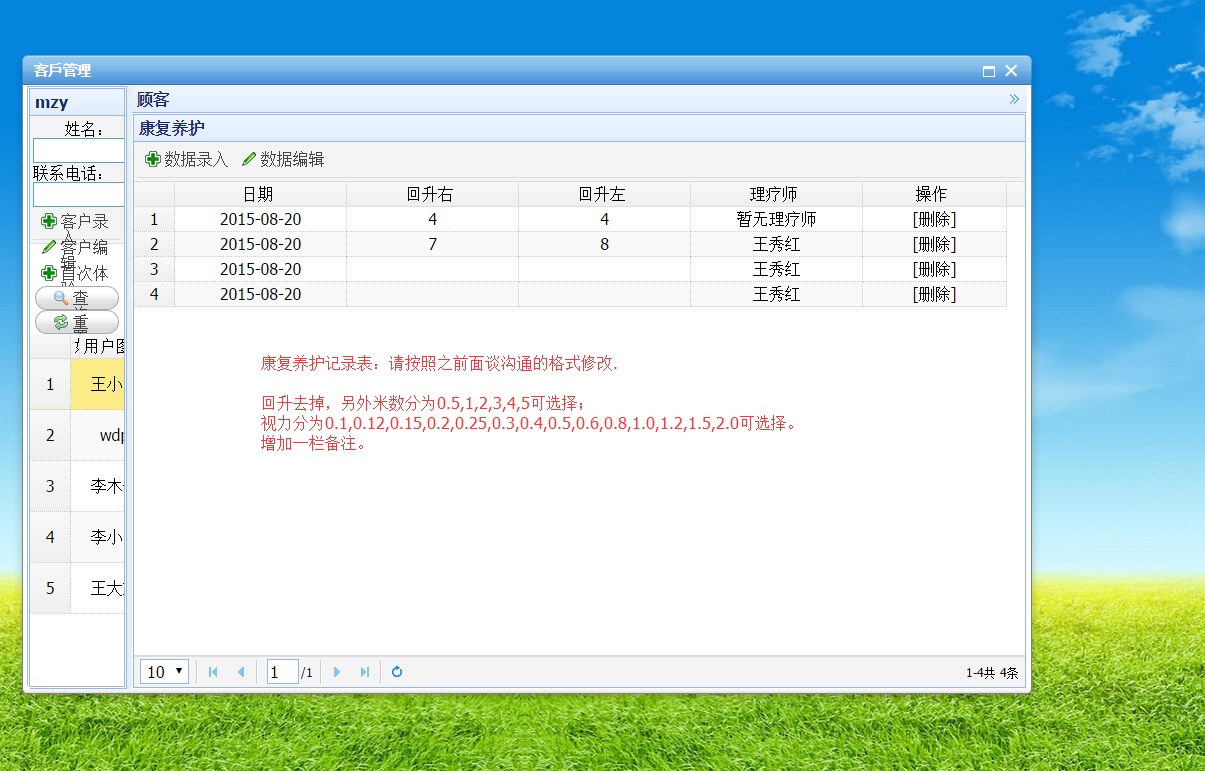 客戶管理
mzy
姓名:
联系电话:
客户录
客户编
首次体
查
重
用户图
1 王小
2 wdp
3 李木
4 李小
5 王大
顾客
康复养护
数据录入 数据编辑
日期 回升右 回升左 理疗师 操作
1 2015-08-20 4 4 暂无理疗师 [删除]
2 2015-08-20 7 8 王秀红 [删除]
3 2015-08-20 王秀红 [删除]
4 2015-08-20 王秀红 [删除]
康复养护记录表：请按照之前面谈沟通的格式修改.
回升去掉，另外米数分为0.5,1,2,3,4,5可选择；
视力分为0.1,0.12,0.15,0.2,0.25,0.3,0.4,0.5,0.6,0.8,1.0,1.2,1.5,2.0可选择。
增加一栏备注。
10 1 /1 1-4共 4条